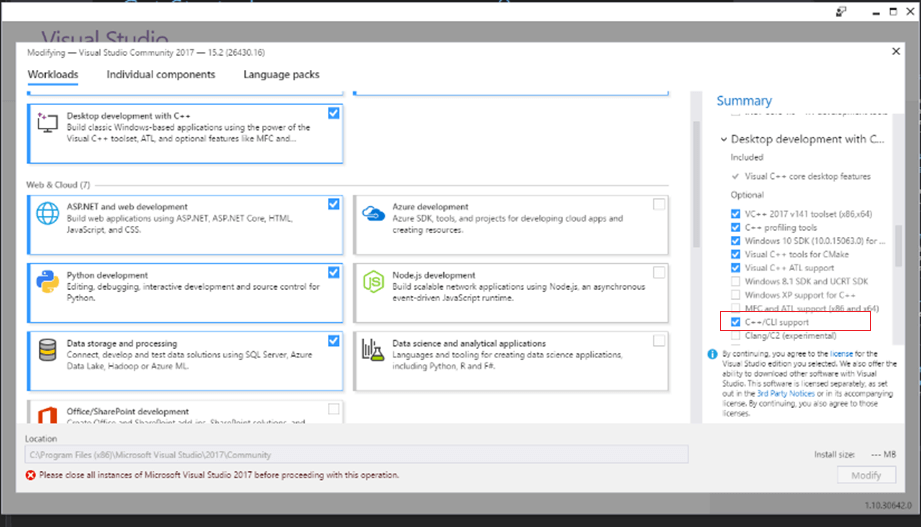 Visual Studio
Modifying — Visual Studio Community 2017 — 15.2 (26430.16)
Workloads
Individual components
Language packs
Desktop development with C++
Build classic Windows-based applications using the power of the
Visual C++ toolset, ATL, and optional features like MFC and...
Web & Cloud (7)
ASP.NET and web development
Build web applications using ASP.NET, ASP.NET Core, HTML,
JavaScript, and CSS.
Azure development
Azure SDK, tools, and projects for developing cloud apps and
creating resources.
Python development
Editing, debugging, interactive development and source control for
Python.
Node.js development
Build scalable network applications using Node.js, an asynchronous
event-driven JavaScript runtime.
Data storage and processing
Connect, develop and test data solutions using SQL Server, Azure
Data Lake, Hadoop or Azure ML.
Data science and analytical applications
Languages and tooling for creating data science applications,
including Python, R and F#.
Office/SharePoint development
Create Office and SharePoint add-ins, SharePoint solutions, and
Summary
Desktop development with C...
Included
Visual C++ core desktop features
Optional
VC++ 2017 v141 toolset (x86,x64)
C++ profiling tools
Windows 10 SDK (10.0.15063.0) for ...
Visual C++ tools for CMake
Visual C++ ATL support
Windows 8.1 SDK and UCRT SDK
Windows XP support for C++
MFC and ATL support (x86 and x64)
C++/CLI support
Clang/C2 (experimental)
By continuing, you agree to the license for the
Visual Studio edition you selected. We also offer the
ability to download other software with Visual
Studio. This software is licensed separately, as set
out in the 3rd Party Notices or in its accompanying
license. By continuing, you also agree to those
licenses.
Location
C:\Program Files (x86)\Microsoft Visual Studio\2017\Community
Install size: --- MB
Please close all instances of Microsoft Visual Studio 2017 before proceeding with this operation.
Modify
1.10.30642.0